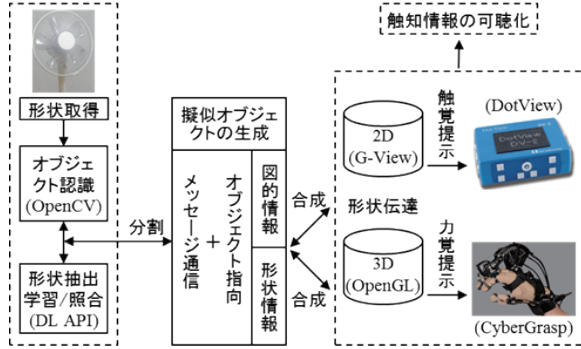 触知情報の可聴化
形状取得
オブジェ
クト認識
(OpenCV)
形状抽出
学習/照合
(DL API)
分割
擬似オブジェ
クトの生成
メッセージ通信
+
オブジェクト指向
図的情報
形状情報
合成
合成
2D
(G-View)
形状伝達
3D
(OpenGL)
触覚提示
力覚提示
(DotView)
DotView
DV-2
(CyberGrasp)